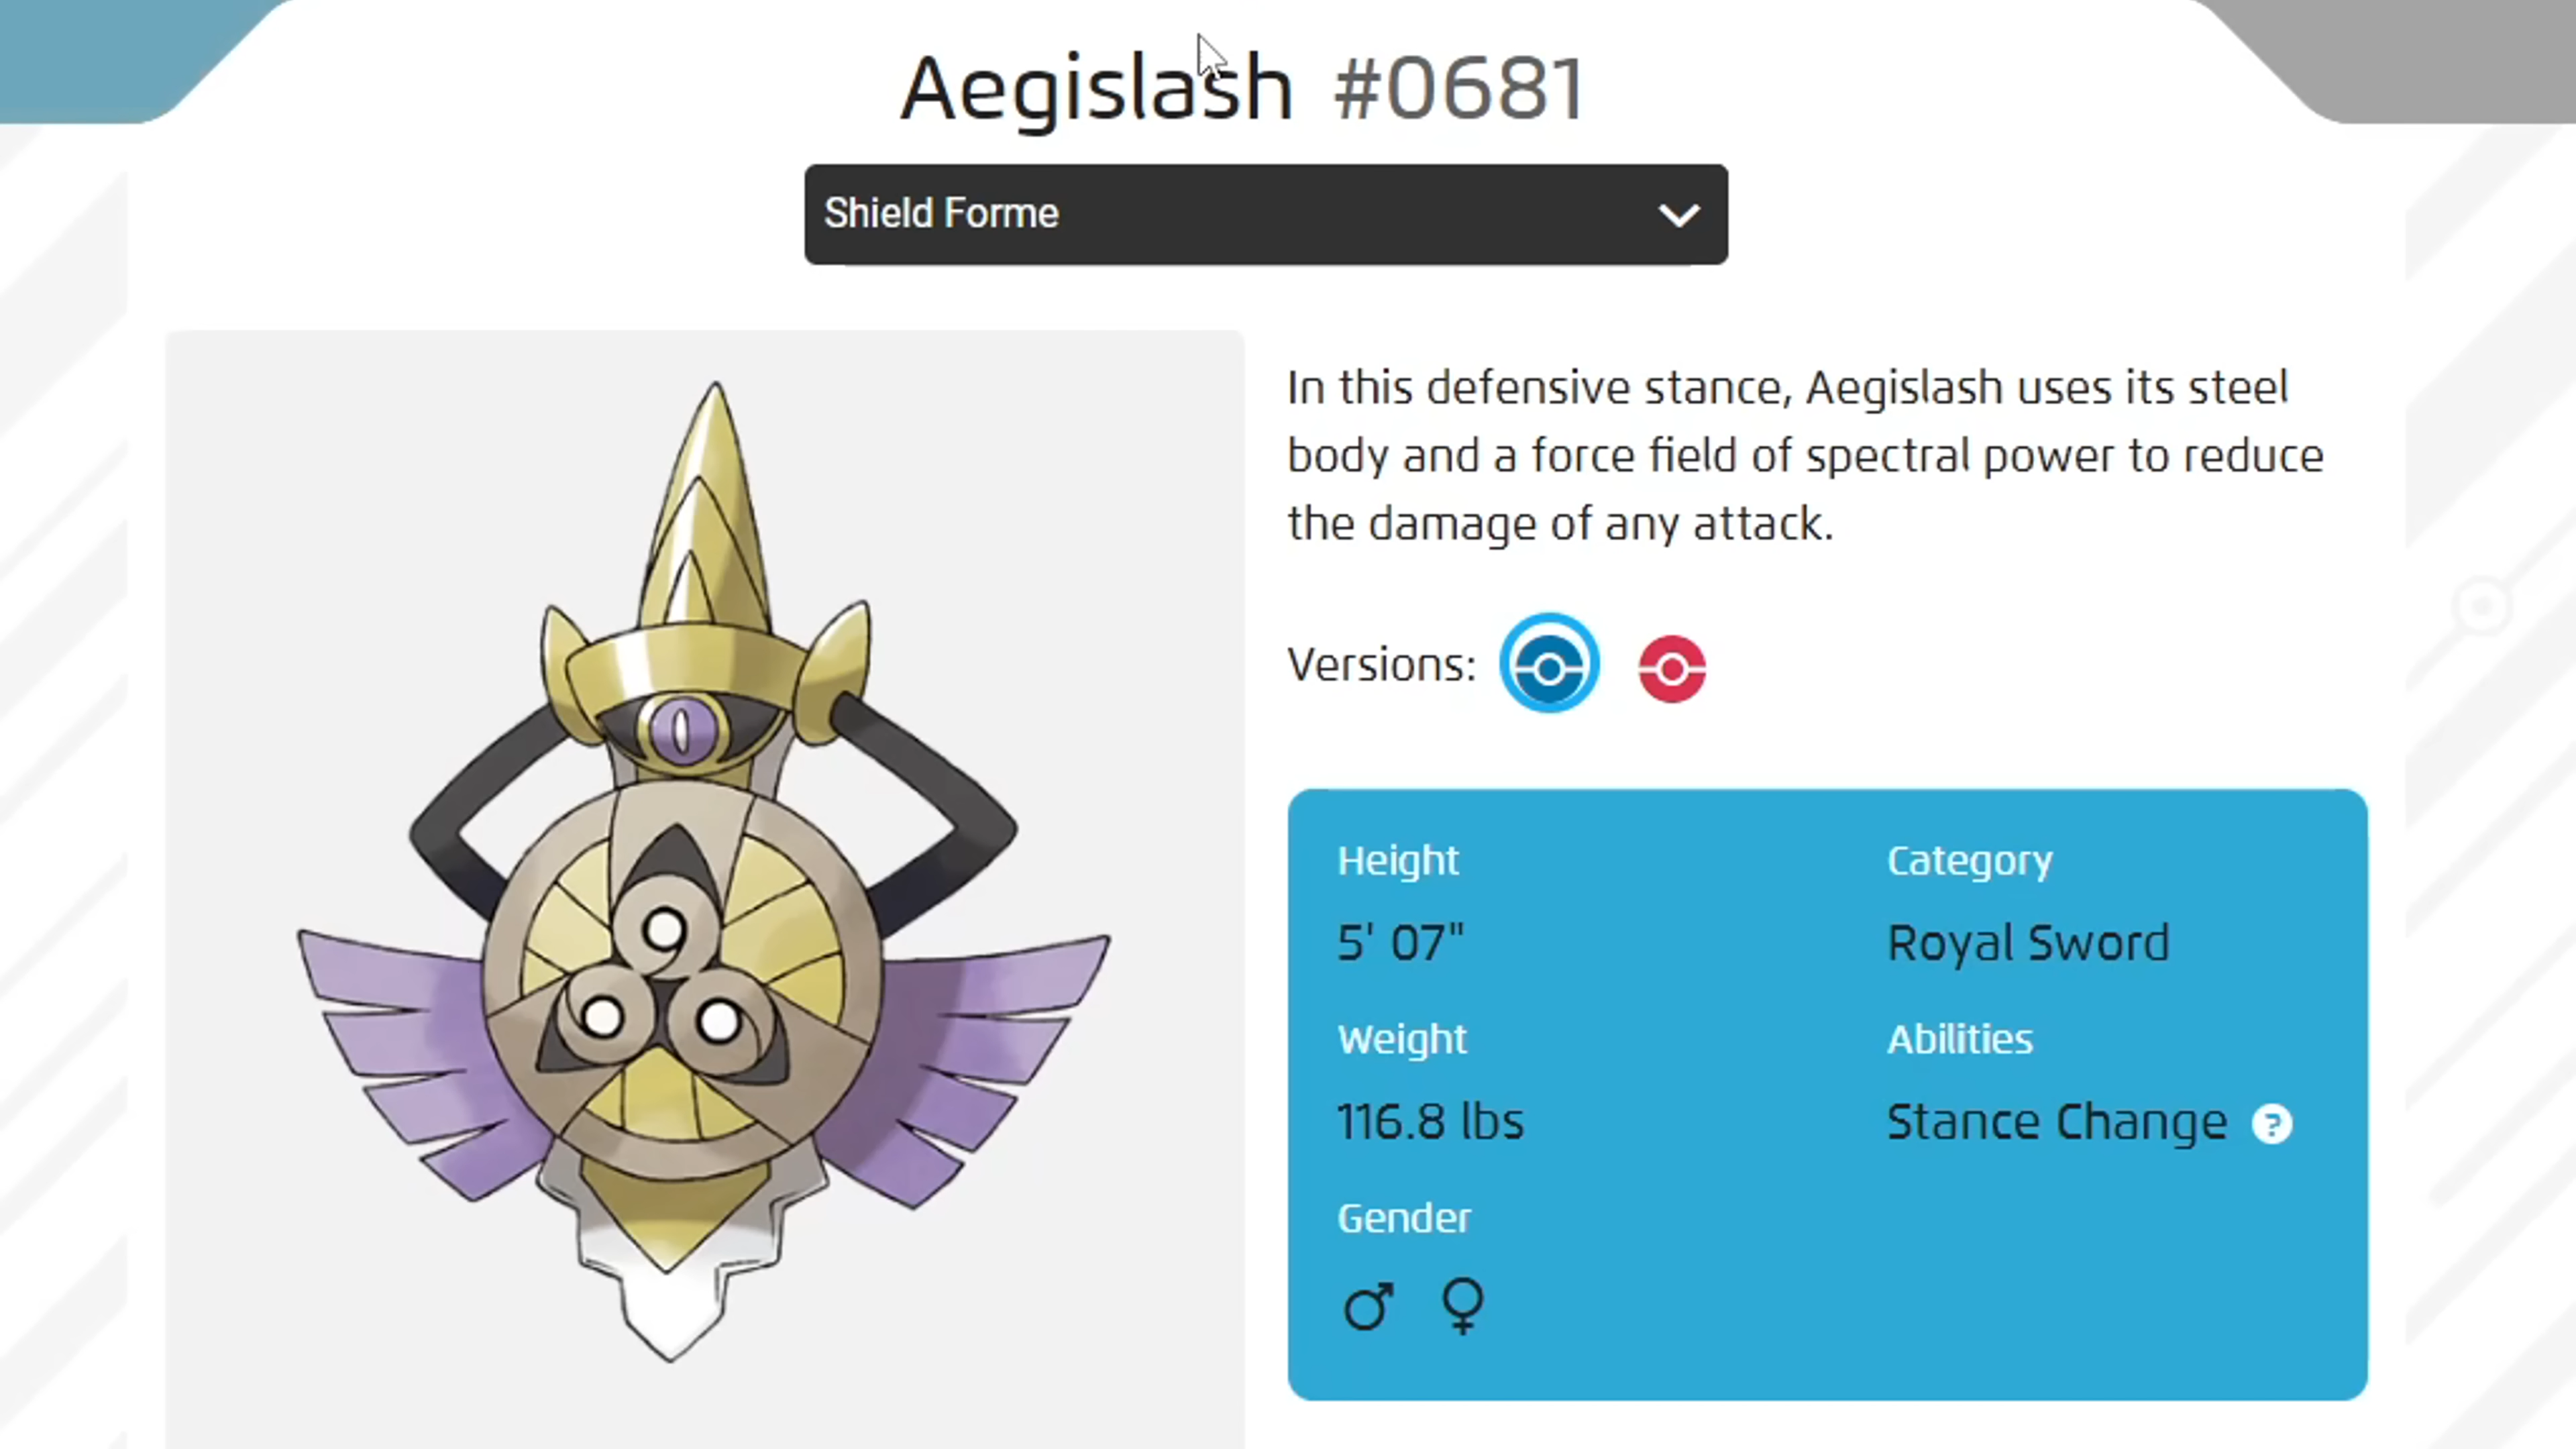 Aegislash #0681
Shield Forme
In this defensive stance, Aegislash uses its steel
body and a force field of spectral power to reduce
the damage of any attack.
Versions:
Height
5' 07"
Weight
116.8 lbs
Gender
♂ ♀
Category
Royal Sword
Abilities
Stance Change ?